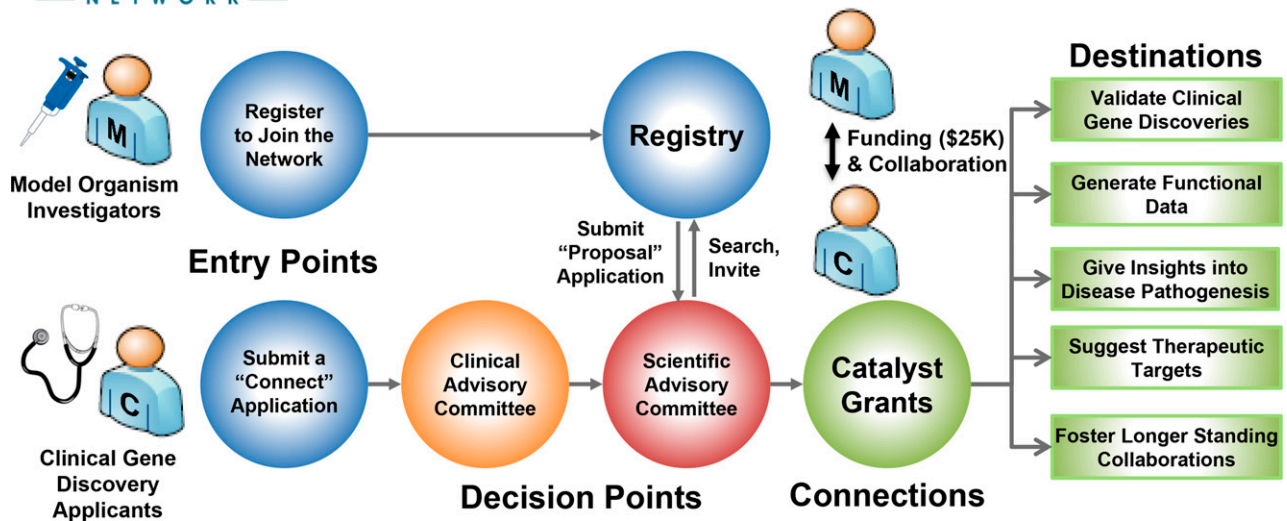 NETWORK
M
Model Organism
Investigators
Register
to Join the
Network
Registry
M
Funding ($25K)
& Collaboration
C
Entry Points
Submit
“Proposal”
Application
Search,
Invite
C
Clinical Gene
Discovery
Applicants
Submit a
“Connect”
Application
Clinical
Advisory
Committee
Scientific
Advisory
Committee
Catalyst
Grants
Decision Points
Connections
Destinations
Validate Clinical
Gene Discoveries
Generate Functional
Data
Give Insights into
Disease Pathogenesis
Suggest Therapeutic
Targets
Foster Longer Standing
Collaborations